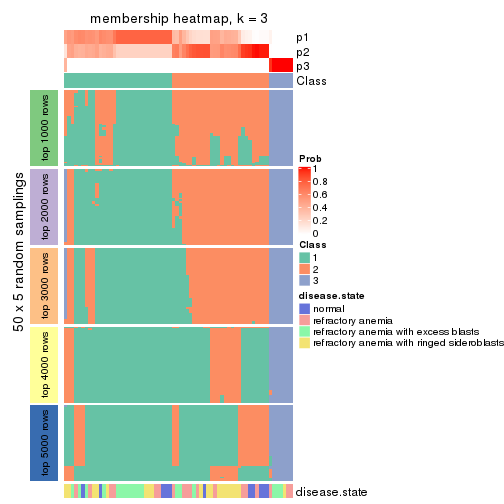 membership heatmap, k = 3
p1
p2
p3
Class
50 x 5 random samplings
top 1000 rows
top 2000 rows
top 3000 rows
top 4000 rows
top 5000 rows
disease.state
Prob
1
0.8
0.6
0.4
0.2
0
Class
1
2
3
disease.state
normal
refractory anemia
refractory anemia with excess blasts
refractory anemia with ringed sideroblasts